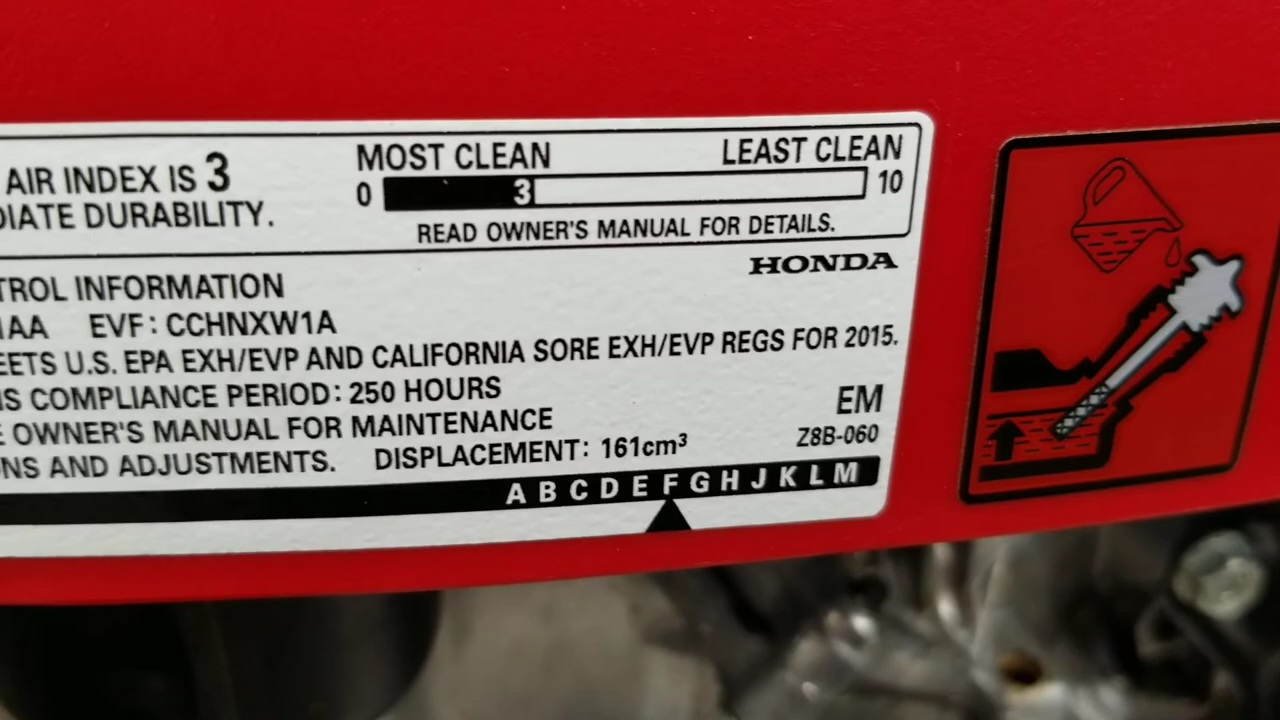 AIR INDEX IS 3
DIATE DURABILITY.
MOST CLEAN LEAST CLEAN
0 3 10
READ OWNER'S MANUAL FOR DETAILS.
HONDA
TROL INFORMATION
1AA EVF: CCHNXW1A
EETS U.S. EPA EXH/EVP AND CALIFORNIA SORE EXH/EVP REGS FOR 2015.
NS COMPLIANCE PERIOD: 250 HOURS
E OWNER'S MANUAL FOR MAINTENANCE
ONS AND ADJUSTMENTS. DISPLACEMENT: 161cm³
EM
Z8B-060
A B C D E F G H J K L M